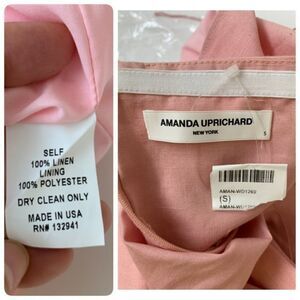 SELF
100% LINEN
LINING
100% POLYESTER
DRY CLEAN ONLY
MADE IN USA
RN# 132941
AMANDA UPRICHARD
NEW YORK
S
AMAN-WD1269
(S)